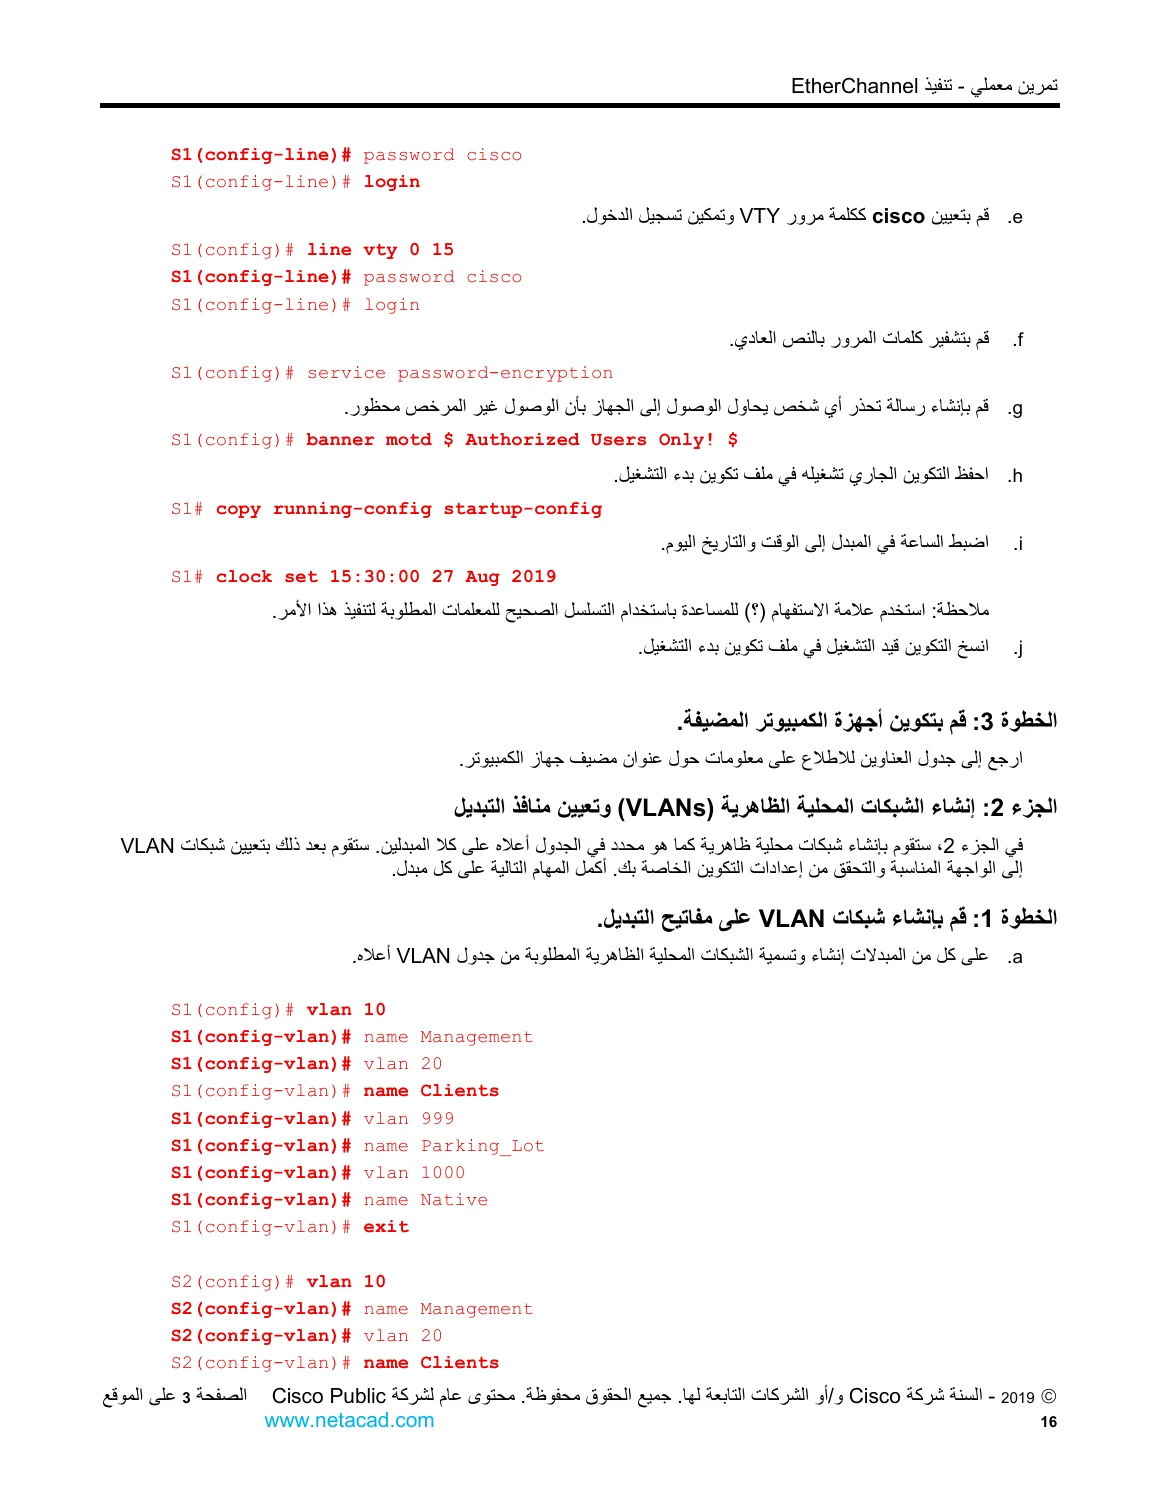 تمرين معملي - تنفيذ EtherChannel
S1(config-line)# password cisco
S1(config-line)# login
e. قم بتعيين cisco ككلمة مرور VTY وتمكين تسجيل الدخول.
S1(config)# line vty 0 15
S1(config-line)# password cisco
S1(config-line)# login
f. قم بتشفير كلمات المرور بالنص العادي.
S1(config)# service password-encryption
g. قم بإنشاء رسالة تحذر أي شخص يحاول الوصول إلى الجهاز بأن الوصول غير المرخص محظور.
S1(config)# banner motd $ Authorized Users Only! $
h. احفظ التكوين الجاري تشغيله في ملف تكوين بدء التشغيل.
S1# copy running-config startup-config
i. اضبط الساعة في المبدل إلى الوقت والتاريخ اليوم.
S1# clock set 15:30:00 27 Aug 2019
ملاحظة: استخدم علامة الاستفهام (؟) للمساعدة باستخدام التسلسل الصحيح للمعلمات المطلوبة لتنفيذ هذا الأمر.
j. انسخ التكوين قيد التشغيل في ملف تكوين بدء التشغيل.
الخطوة 3: قم بتكوين أجهزة الكمبيوتر المضيفة.
ارجع إلى جدول العناوين للاطلاع على معلومات حول عنوان مضيف جهاز الكمبيوتر.
الجزء 2: إنشاء الشبكات المحلية الظاهرية (VLANs) وتعيين منافذ التبديل
في الجزء 2، ستقوم بإنشاء شبكات محلية ظاهرية كما هو محدد في الجدول أعلاه على كلا المبدلين. ستقوم بعد ذلك بتعيين شبكات VLAN
إلى الواجهة المناسبة والتحقق من إعدادات التكوين الخاصة بك. أكمل المهام التالية على كل مبدل.
الخطوة 1: قم بإنشاء شبكات VLAN على مفاتيح التبديل.
a. على كل من المبدلات إنشاء وتسمية الشبكات المحلية الظاهرية المطلوبة من جدول VLAN أعلاه.
S1(config)# vlan 10
S1(config-vlan)# name Management
S1(config-vlan)# vlan 20
S1(config-vlan)# name Clients
S1(config-vlan)# vlan 999
S1(config-vlan)# name Parking_Lot
S1(config-vlan)# vlan 1000
S1(config-vlan)# name Native
S1(config-vlan)# exit
S2(config)# vlan 10
S2(config-vlan)# name Management
S2(config-vlan)# vlan 20
S2(config-vlan)# name Clients
© 2019 - السنة شركة Cisco و/أو الشركات التابعة لها. جميع الحقوق محفوظة. محتوى عام لشركة Cisco Public الصفحة 3 على الموقع
16 www.netacad.com